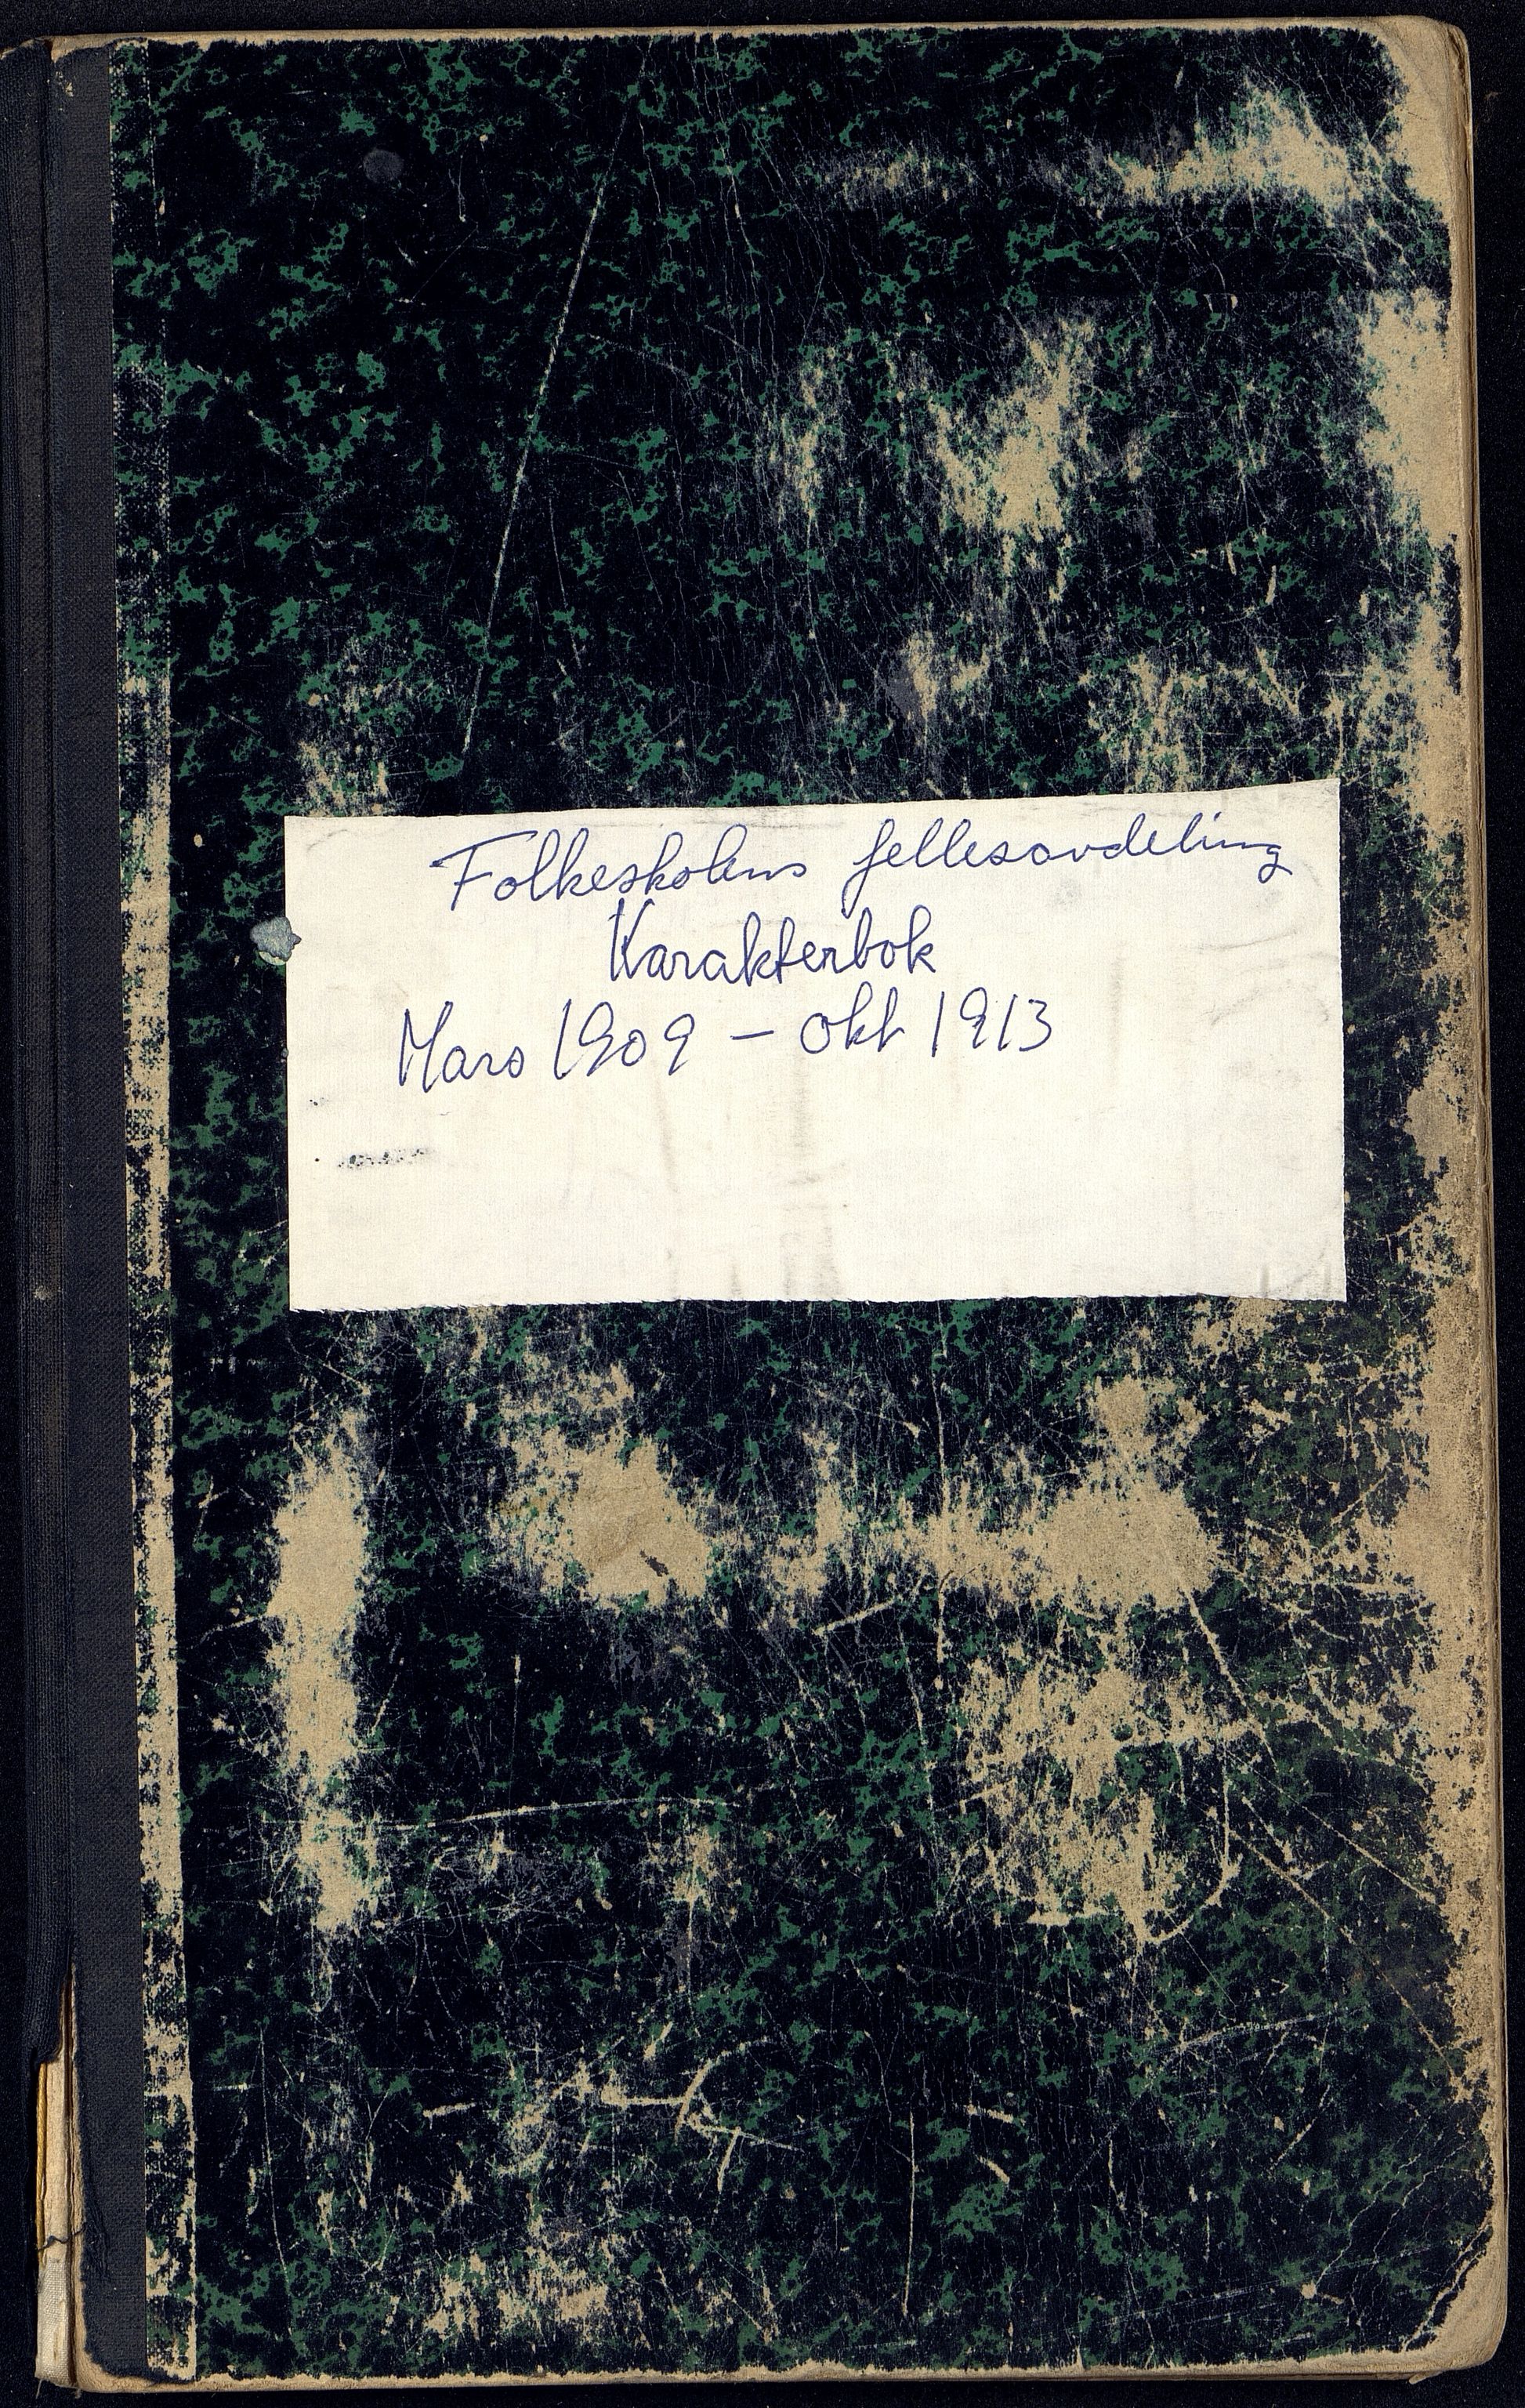 Folkeskolens fellesavdeling
Karakterbok
Mars 1909 – Okt 1913